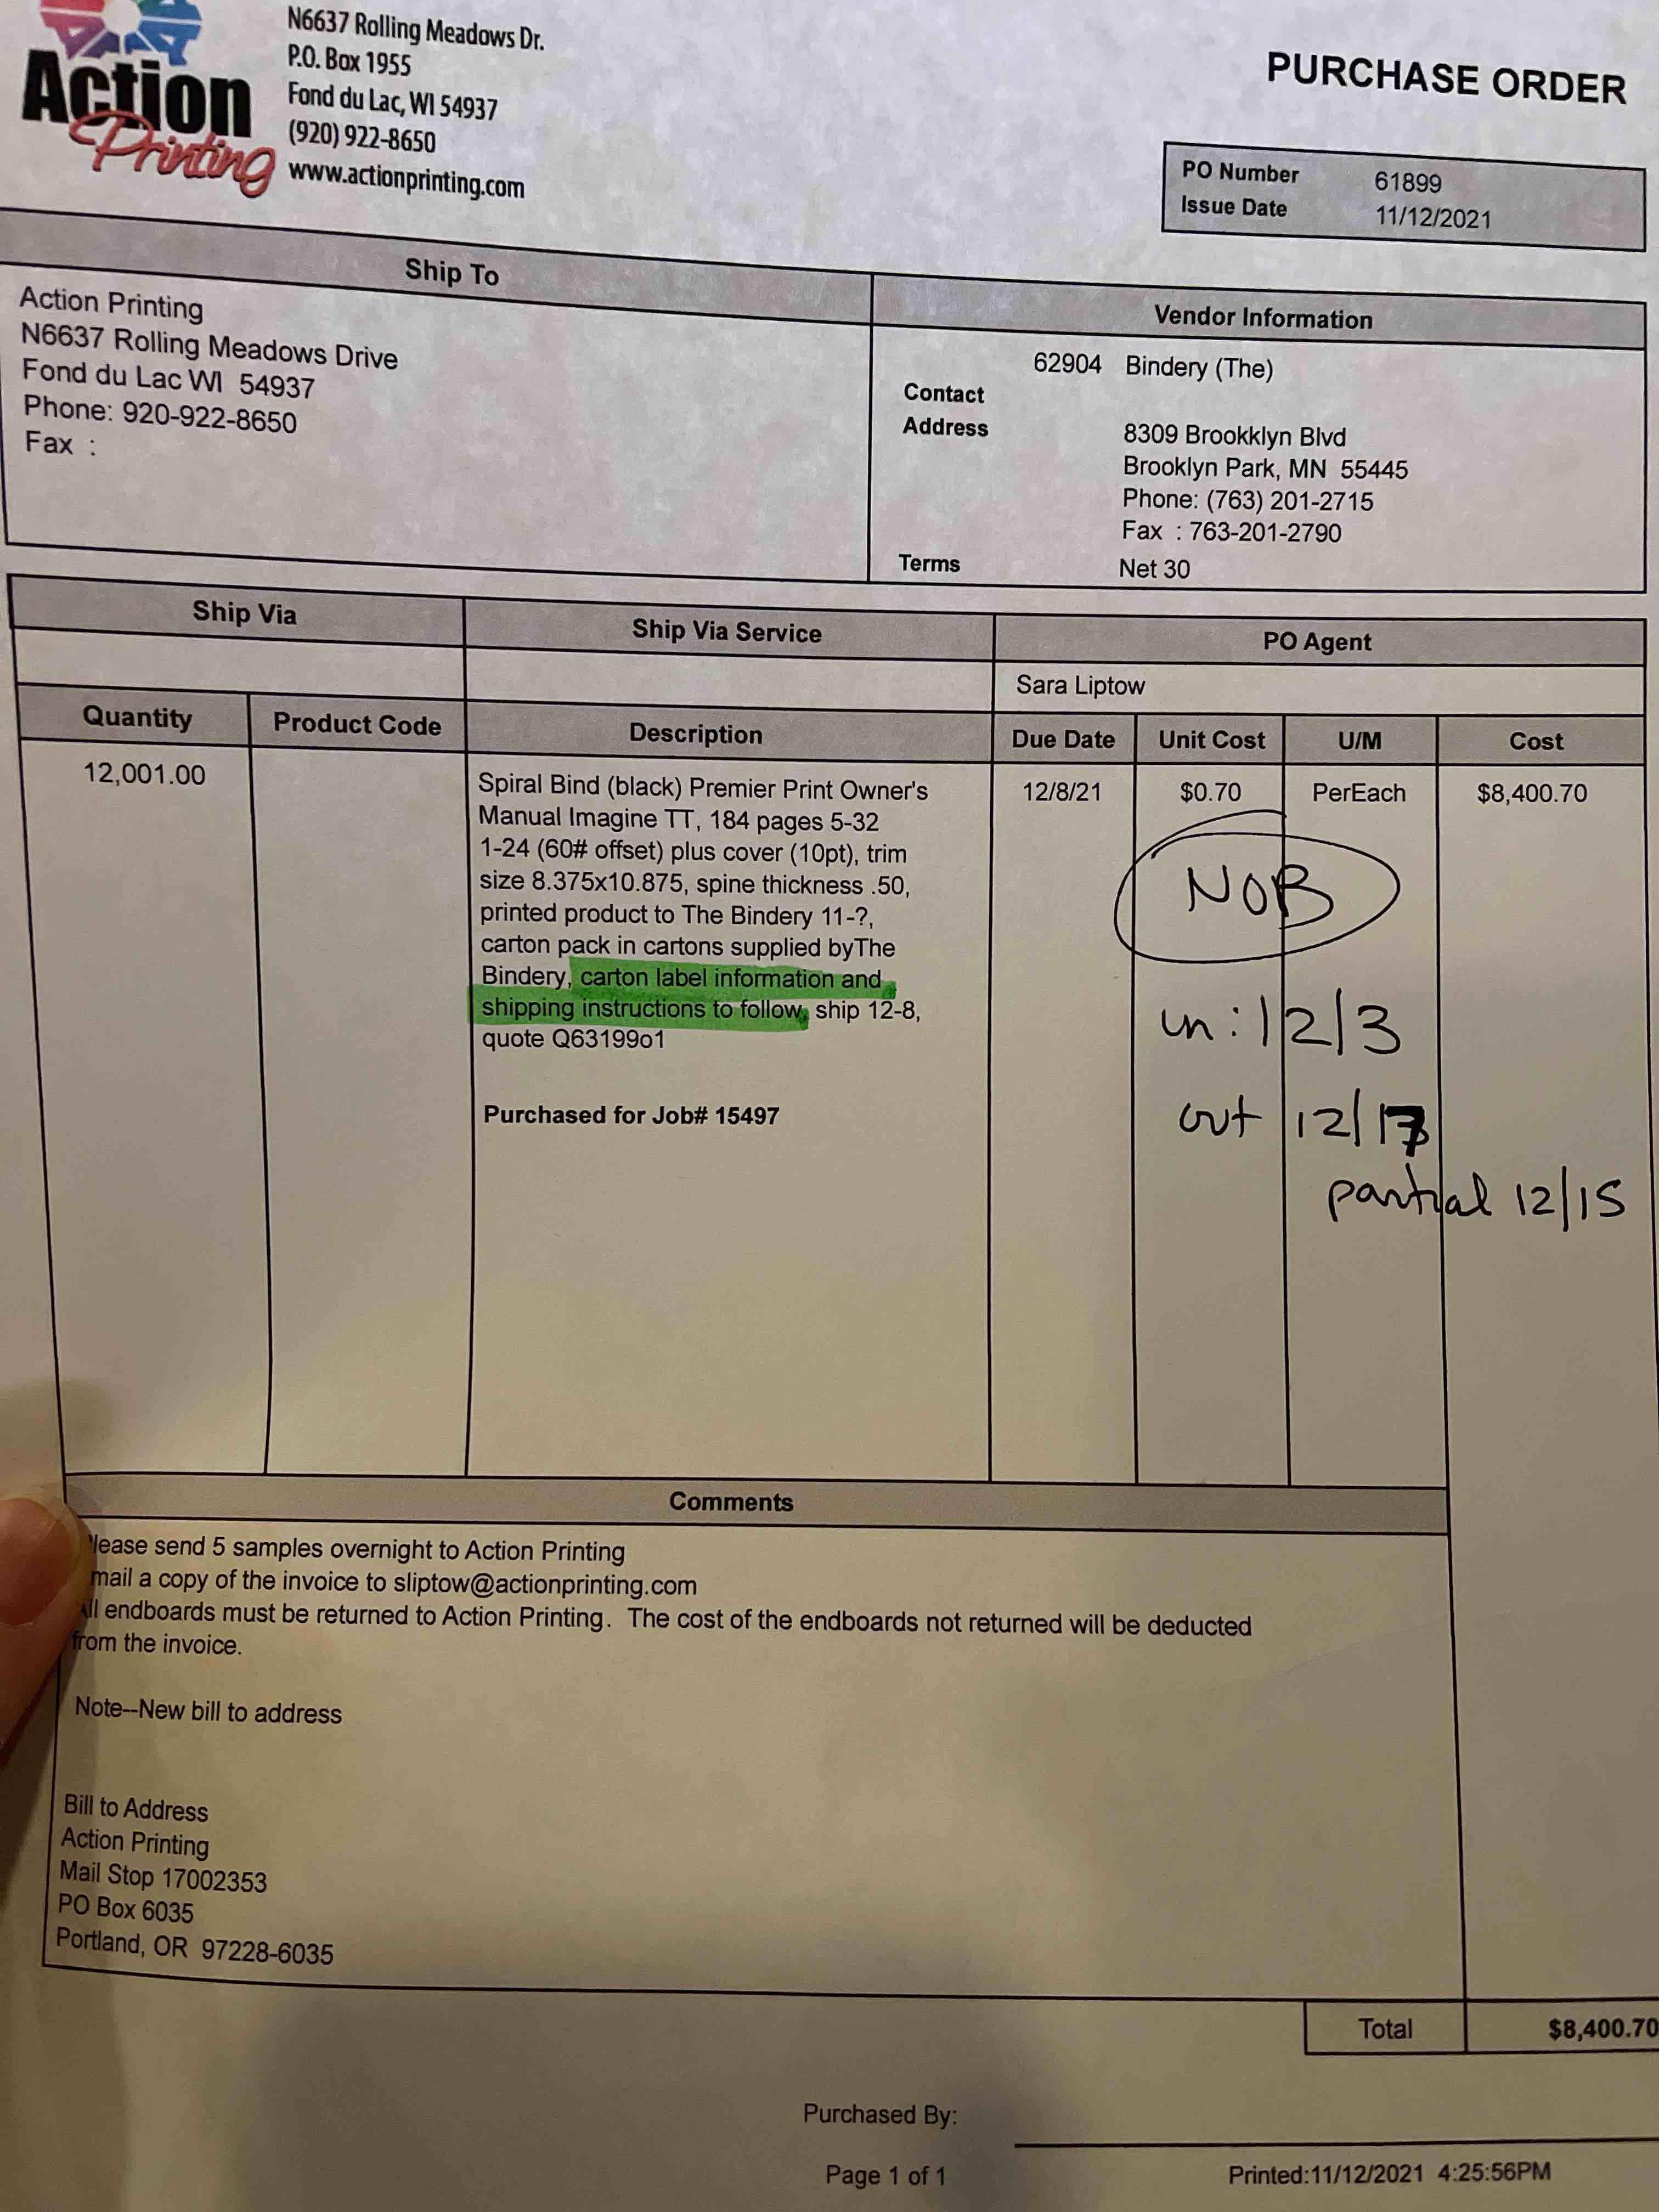 Action
Printing
N6637 Rolling Meadows Dr.
P.O. Box 1955
Fond du Lac, WI 54937
(920) 922-8650
www.actionprinting.com
PURCHASE ORDER
PO Number 61899
Issue Date 11/12/2021
Ship To
Action Printing
N6637 Rolling Meadows Drive
Fond du Lac WI 54937
Phone: 920-922-8650
Fax :
Vendor Information
62904 Bindery (The)
Contact
Address 8309 Brookklyn Blvd
Brooklyn Park, MN 55445
Phone: (763) 201-2715
Fax : 763-201-2790
Terms Net 30
Ship Via Ship Via Service PO Agent
Sara Liptow
Quantity Product Code Description Due Date Unit Cost U/M Cost
12,001.00 Spiral Bind (black) Premier Print Owner's 12/8/21 $0.70 PerEach $8,400.70
Manual Imagine TT, 184 pages 5-32
1-24 (60# offset) plus cover (10pt), trim
size 8.375x10.875, spine thickness .50,
printed product to The Bindery 11-?,
carton pack in cartons supplied byThe
Bindery, carton label information and
shipping instructions to follow, ship 12-8,
quote Q63199o1
Purchased for Job# 15497
NOB
in: 12/3
out 12/17
partial 12/15
Comments
lease send 5 samples overnight to Action Printing
mail a copy of the invoice to sliptow@actionprinting.com
ll endboards must be returned to Action Printing. The cost of the endboards not returned will be deducted
from the invoice.
Note--New bill to address
Bill to Address
Action Printing
Mail Stop 17002353
PO Box 6035
Portland, OR 97228-6035
Total $8,400.70
Purchased By:
Page 1 of 1
Printed:11/12/2021 4:25:56PM